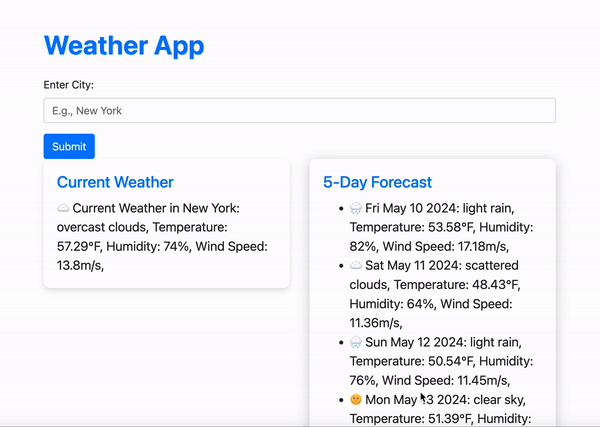 Weather App
Enter City:
E.g., New York
Submit
Current Weather
Current Weather in New York:
overcast clouds, Temperature:
57.29°F, Humidity: 74%, Wind Speed:
13.8m/s,
5-Day Forecast
Fri May 10 2024: light rain,
Temperature: 53.58°F, Humidity:
82%, Wind Speed: 17.18m/s,
Sat May 11 2024: scattered
clouds, Temperature: 48.43°F,
Humidity: 64%, Wind Speed:
11.36m/s,
Sun May 12 2024: light rain,
Temperature: 50.54°F, Humidity:
76%, Wind Speed: 11.45m/s,
Mon May 13 2024: clear sky,
Temperature: 51.39°F, Humidity: